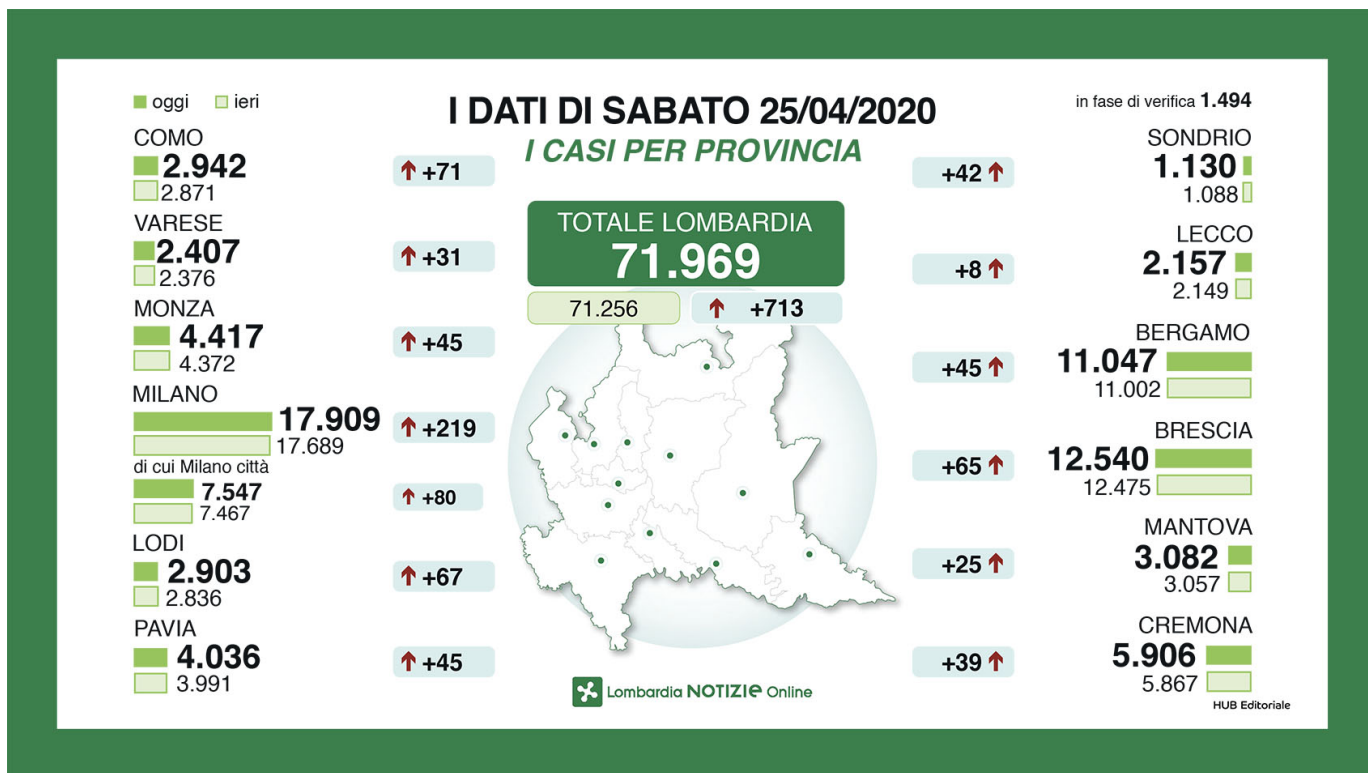 oggi ieri
I DATI DI SABATO 25/04/2020
I CASI PER PROVINCIA
in fase di verifica 1.494
TOTALE LOMBARDIA
71.969
71.256 +713
COMO
2.942 +71
2.871
VARESE
2.407 +31
2.376
MONZA
4.417 +45
4.372
MILANO
17.909 +219
17.689
di cui Milano città
7.547 +80
7.467
LODI
2.903 +67
2.836
PAVIA
4.036 +45
3.991
SONDRIO
+42 1.130
1.088
LECCO
+8 2.157
2.149
BERGAMO
+45 11.047
11.002
BRESCIA
+65 12.540
12.475
MANTOVA
+25 3.082
3.057
CREMONA
+39 5.906
5.867
Lombardia NOTIZIE Online
HUB Editoriale